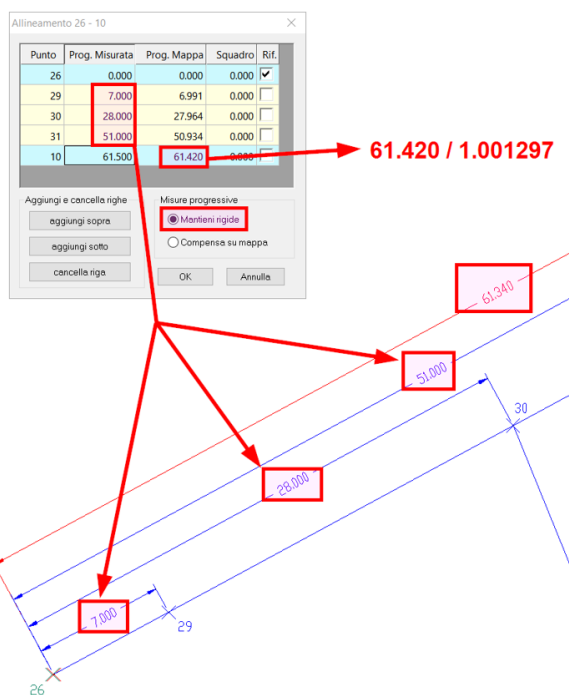 Allineamento 26 - 10
Punto Prog. Misurata Prog. Mappa Squadro Rif.
26 0.000 0.000 0.000
29 7.000 6.991 0.000
30 28.000 27.964 0.000
31 51.000 50.934 0.000
10 61.500 61.420 0.000
61.420 / 1.001297
Aggiungi e cancella righe
aggiungi sopra
aggiungi sotto
cancella riga
Misure progressive
Mantieni rigide
Compensa su mappa
OK Annulla
61.340
51.000
30
28.000
7.000
29
26